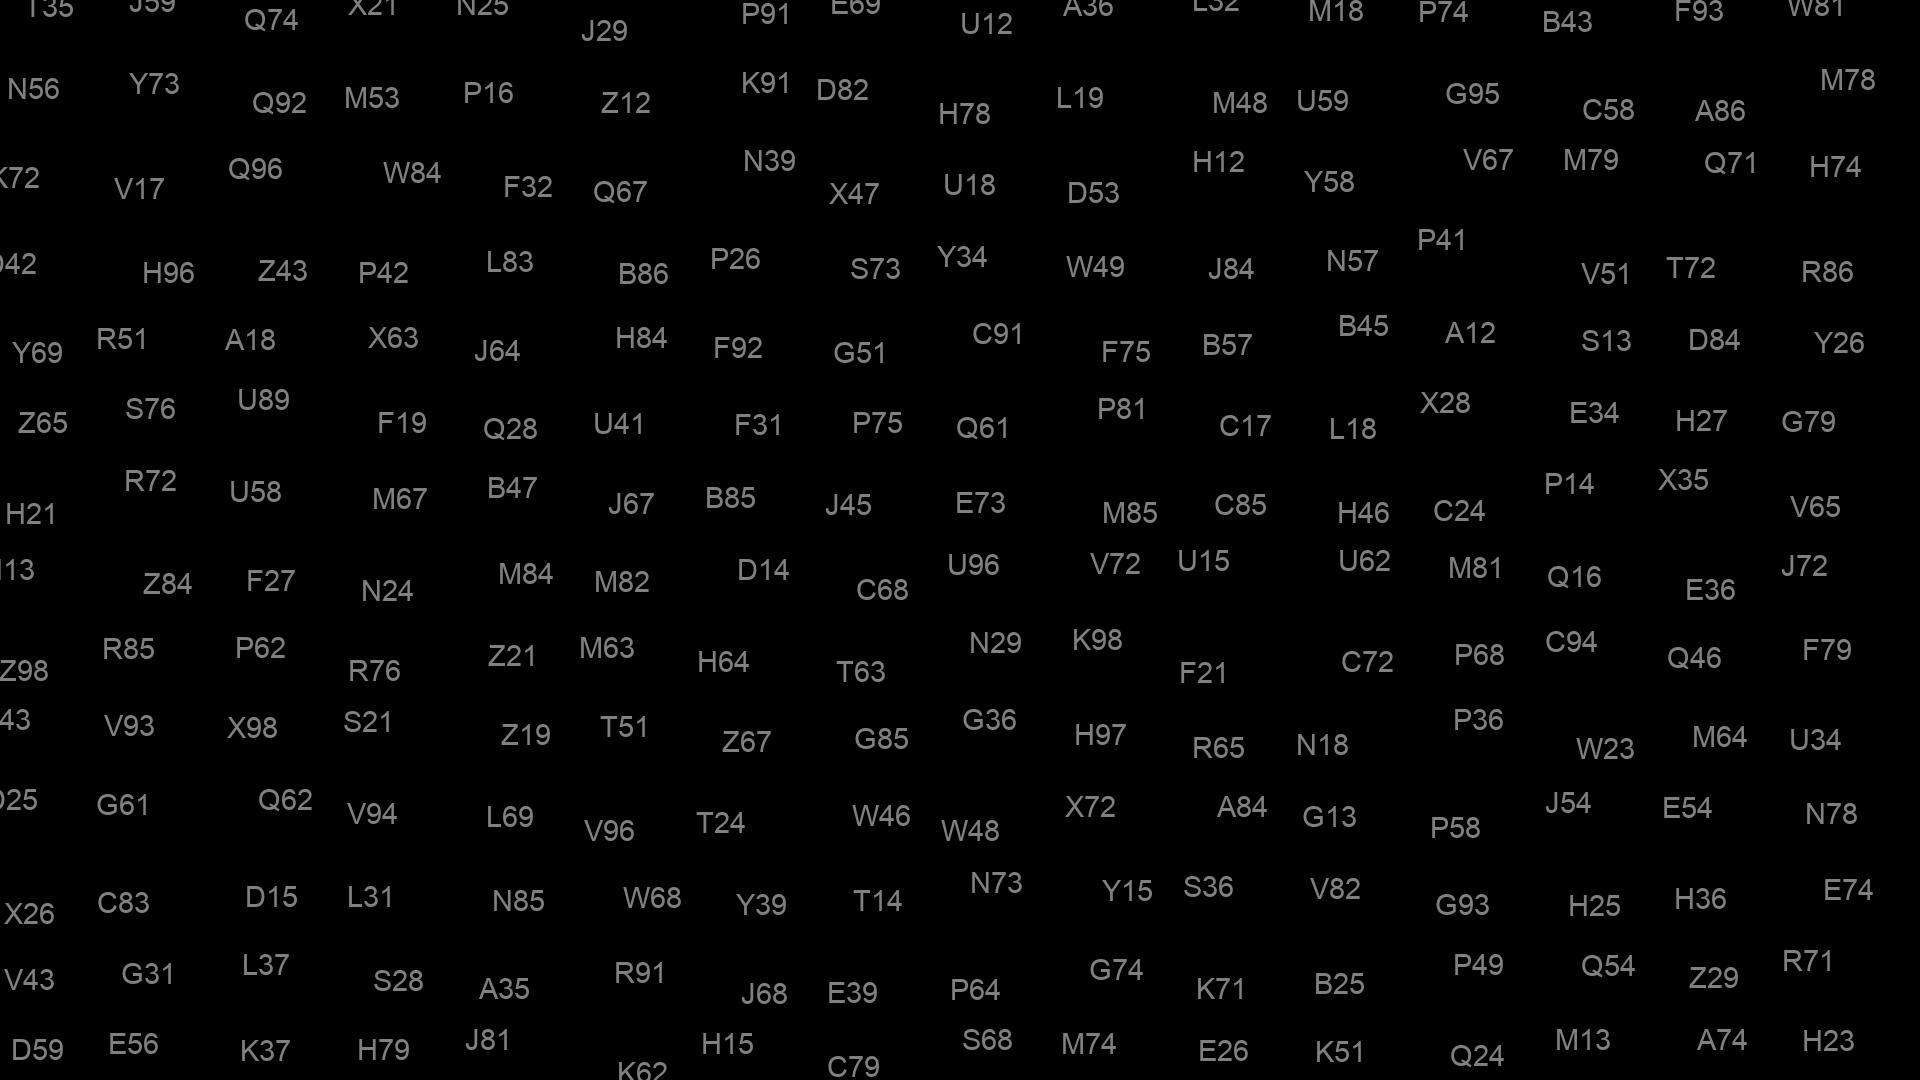 T35 J59 Q74 X21 N25 J29 P91 E69 U12 A36 L32 M18 P74 B43 F93 W81
N56 Y73 Q92 M53 P16 Z12 K91 D82 H78 L19 M48 U59 G95 C58 A86 M78
K72 V17 Q96 W84 F32 Q67 N39 X47 U18 D53 H12 Y58 V67 M79 Q71 H74
H96 Z43 P42 L83 B86 P26 S73 Y34 W49 J84 N57 P41 V51 T72 R86
Y69 R51 A18 X63 J64 H84 F92 G51 C91 F75 B57 B45 A12 S13 D84 Y26
Z65 S76 U89 F19 Q28 U41 F31 P75 Q61 P81 C17 L18 X28 E34 H27 G79
H21 R72 U58 M67 B47 J67 B85 J45 E73 M85 C85 H46 C24 P14 X35 V65
Z84 F27 N24 M84 M82 D14 C68 U96 V72 U15 U62 M81 Q16 E36 J72
Z98 R85 P62 R76 Z21 M63 H64 T63 N29 K98 F21 C72 P68 C94 Q46 F79
43 V93 X98 S21 Z19 T51 Z67 G85 G36 H97 R65 N18 P36 W23 M64 U34
G61 Q62 V94 L69 V96 T24 W46 W48 X72 A84 G13 P58 J54 E54 N78
X26 C83 D15 L31 N85 W68 Y39 T14 N73 Y15 S36 V82 G93 H25 H36 E74
V43 G31 L37 S28 A35 R91 J68 E39 P64 G74 K71 B25 P49 Q54 Z29 R71
D59 E56 K37 H79 J81 K62 H15 C79 S68 M74 E26 K51 Q24 M13 A74 H23